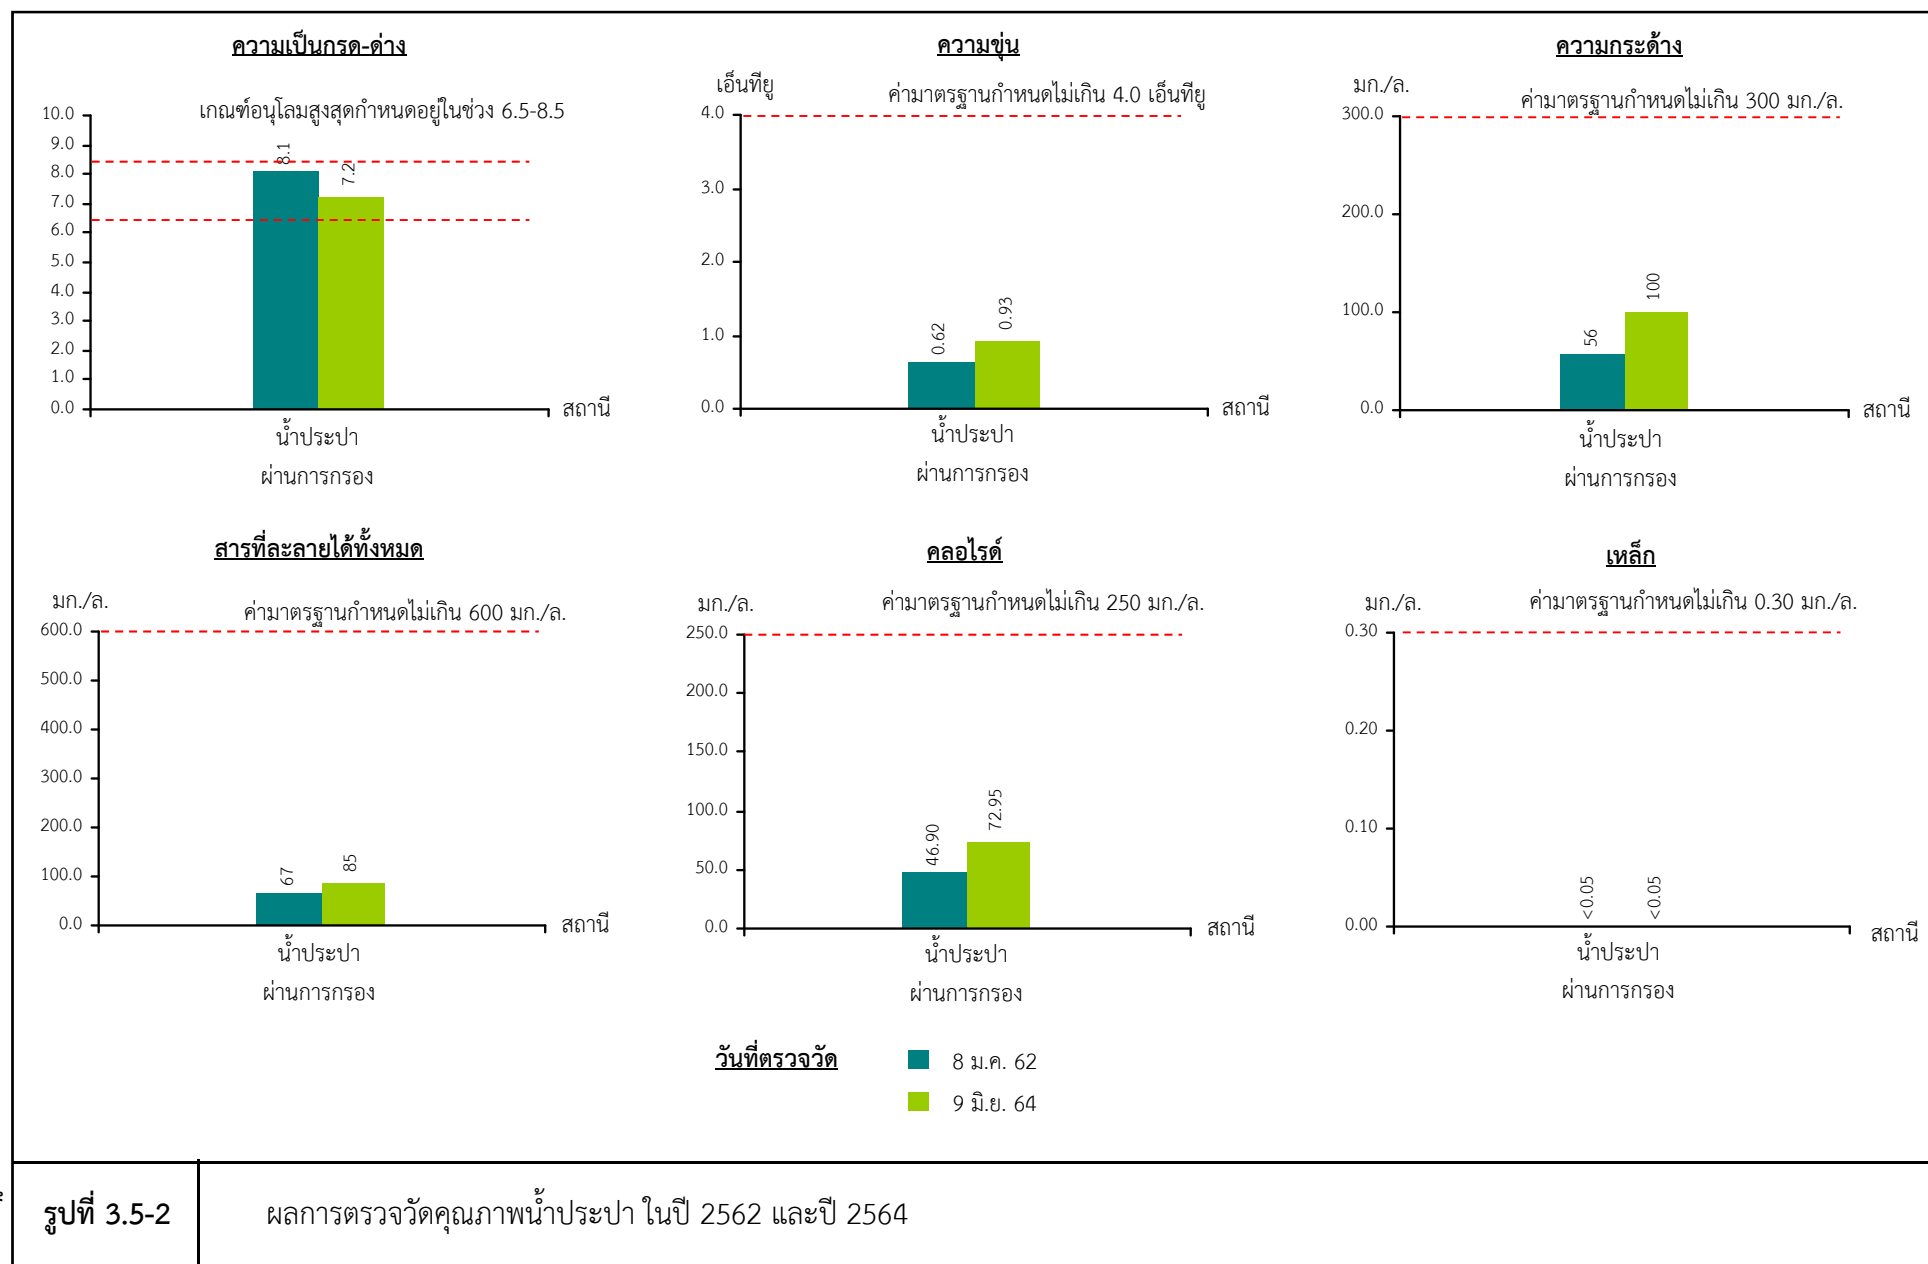 ความเป็นกรด-ด่าง
เกณฑ์อนุโลมสูงสุดกำหนดอยู่ในช่วง 6.5-8.5
10.0
9.0
8.0
7.0
6.0
5.0
4.0
3.0
2.0
1.0
0.0
8.1
7.2
สถานี
น้ำประปา
ผ่านการกรอง
ความขุ่น
เอ็นทียู
ค่ามาตรฐานกำหนดไม่เกิน 4.0 เอ็นทียู
4.0
3.0
2.0
1.0
0.0
0.62
0.93
สถานี
น้ำประปา
ผ่านการกรอง
ความกระด้าง
มก./ล.
ค่ามาตรฐานกำหนดไม่เกิน 300 มก./ล.
300.0
200.0
100.0
0.0
56
100
สถานี
น้ำประปา
ผ่านการกรอง
สารที่ละลายได้ทั้งหมด
มก./ล.
ค่ามาตรฐานกำหนดไม่เกิน 600 มก./ล.
600.0
500.0
400.0
300.0
200.0
100.0
0.0
67
85
สถานี
น้ำประปา
ผ่านการกรอง
คลอไรด์
มก./ล.
ค่ามาตรฐานกำหนดไม่เกิน 250 มก./ล.
250.0
200.0
150.0
100.0
50.0
0.0
46.90
72.95
สถานี
น้ำประปา
ผ่านการกรอง
เหล็ก
มก./ล.
ค่ามาตรฐานกำหนดไม่เกิน 0.30 มก./ล.
0.30
0.20
0.10
0.00
<0.05
<0.05
สถานี
น้ำประปา
ผ่านการกรอง
วันที่ตรวจวัด
8 ม.ค. 62
9 มิ.ย. 64
รูปที่ 3.5-2
ผลการตรวจวัดคุณภาพน้ำประปา ในปี 2562 และปี 2564